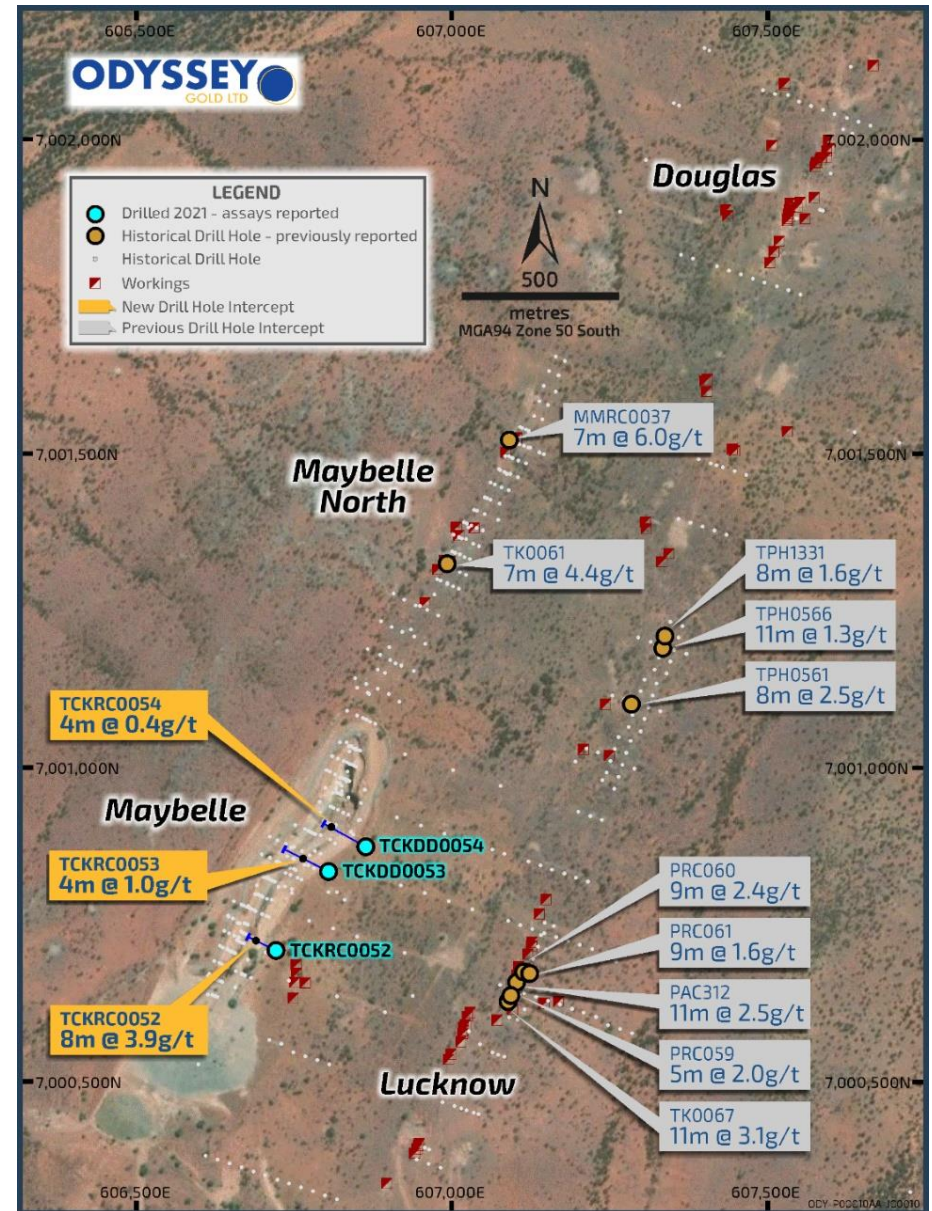 606,500E
607,000E
607,500E
ODYSSEY
GOLD LTD
7,002,000N
7,002,000N
Douglas
LEGEND
Drilled 2021 - assays reported
Historical Drill Hole - previously reported
Historical Drill Hole
Workings
New Drill Hole Intercept
Previous Drill Hole Intercept
N
500
metres
MGA94 Zone 50 South
MMRC0037
7m @ 6.0g/t
7,001,500N
7,001,500N
Maybelle
North
TK0061
7m @ 4.4g/t
TPH1331
8m @ 1.6g/t
TPH0566
11m @ 1.3g/t
TPH0561
8m @ 2.5g/t
TCKRC0054
4m @ 0.4g/t
7,001,000N
7,001,000N
Maybelle
TCKDD0054
TCKRC0053
4m @ 1.0g/t
TCKDD0053
PRC060
9m @ 2.4g/t
PRC061
9m @ 1.6g/t
TCKRC0052
PAC312
11m @ 2.5g/t
TCKRC0052
8m @ 3.9g/t
PRC059
5m @ 2.0g/t
Lucknow
7,000,500N
7,000,500N
TK0067
11m @ 3.1g/t
606,500E
607,000E
607,500E